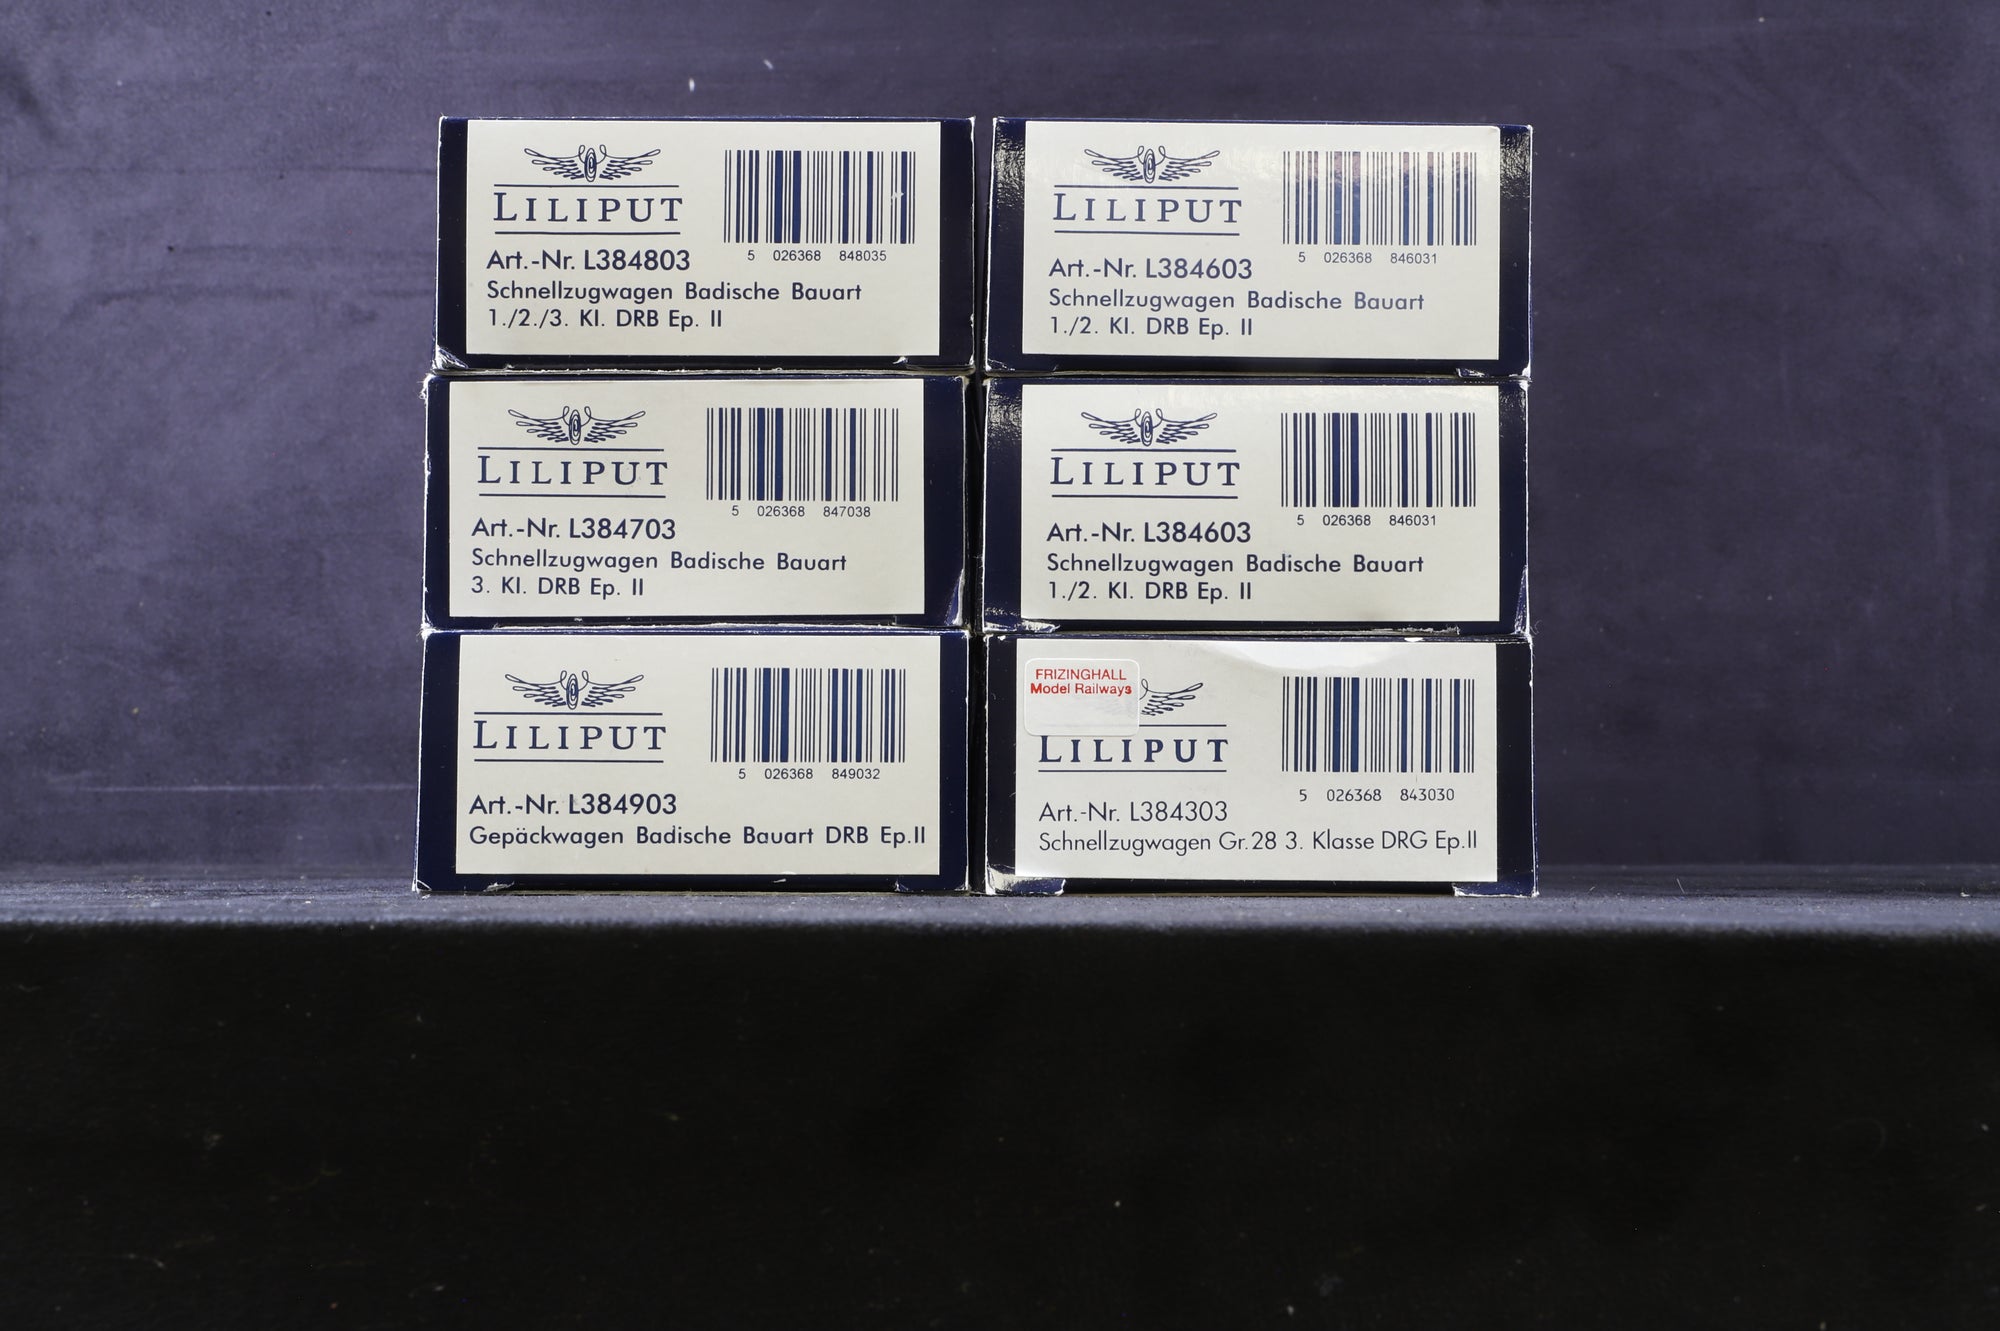 LILIPUT
5 026368 848035
Art.-Nr. L384803
Schnellzugwagen Badische Bauart
1./2./3. Kl. DRB Ep. II
LILIPUT
5 026368 846031
Art.-Nr. L384603
Schnellzugwagen Badische Bauart
1./2. Kl. DRB Ep. II
LILIPUT
5 026368 847038
Art.-Nr. L384703
Schnellzugwagen Badische Bauart
3. Kl. DRB Ep. II
LILIPUT
5 026368 846031
Art.-Nr. L384603
Schnellzugwagen Badische Bauart
1./2. Kl. DRB Ep. II
LILIPUT
5 026368 849032
Art.-Nr. L384903
Gepäckwagen Badische Bauart DRB Ep.II
FRIZINGHALL
Model Railways
LILIPUT
5 026368 843030
Art.-Nr. L384303
Schnellzugwagen Gr.28 3. Klasse DRG Ep.II